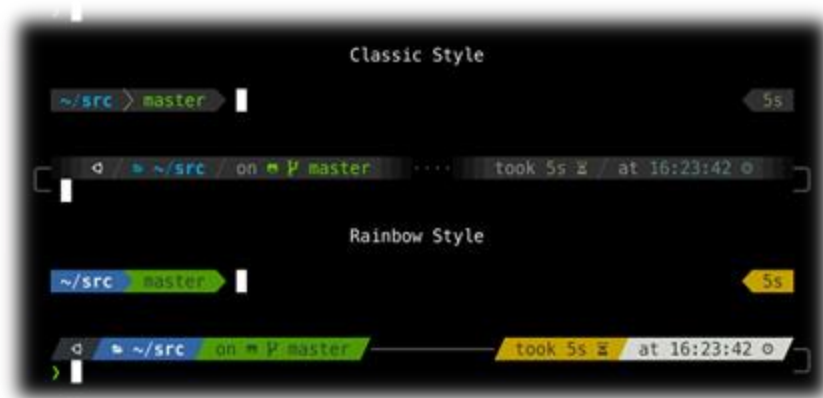 Classic Style
~/src master 5s
~/src on master took 5s at 16:23:42
Rainbow Style
~/src master 5s
~/src on master took 5s at 16:23:42